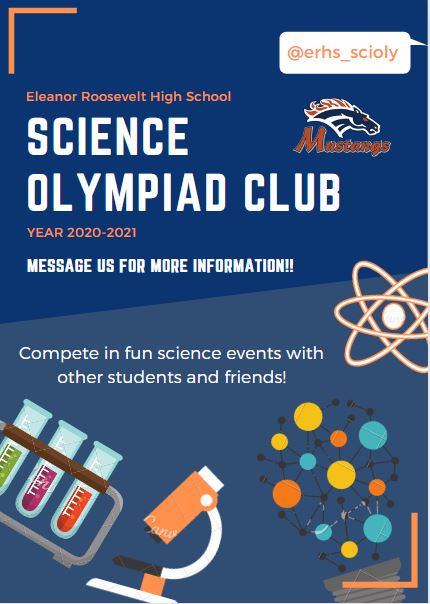 @erhs_scioly
Eleanor Roosevelt High School
SCIENCE
OLYMPIAD CLUB
Mustangs
YEAR 2020-2021
MESSAGE US FOR MORE INFORMATION!!
Compete in fun science events with
other students and friends!